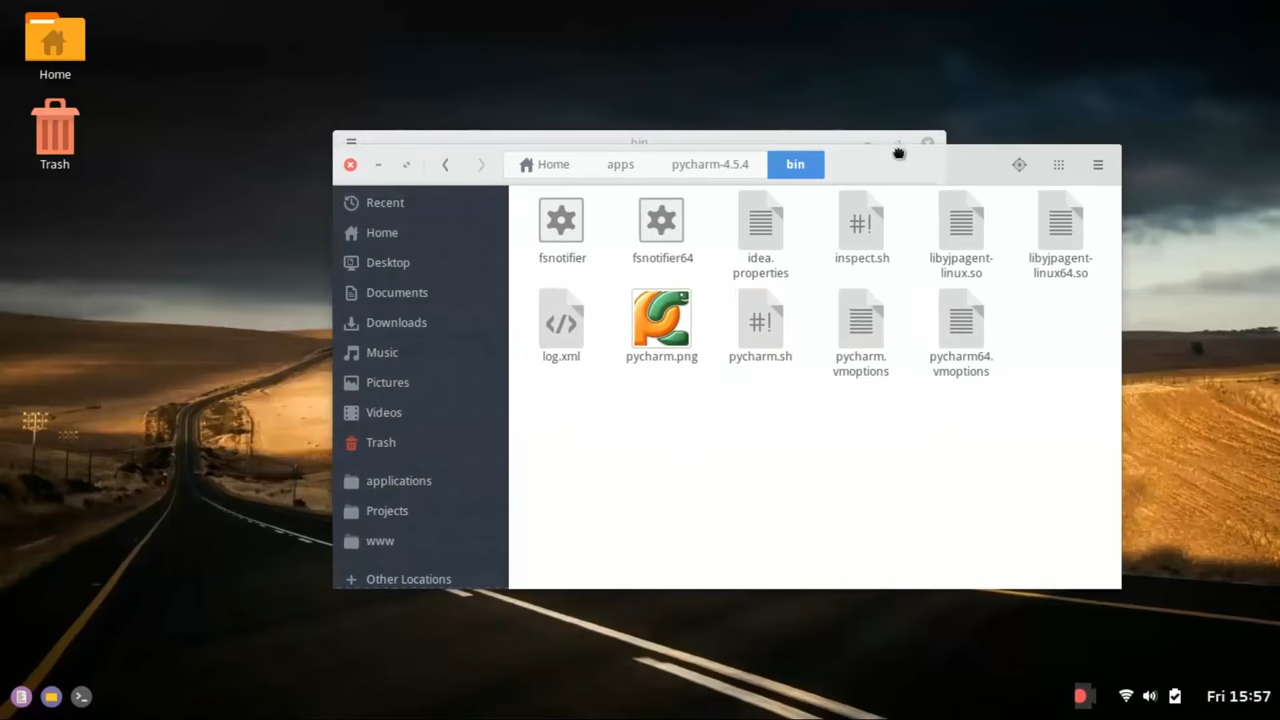 Home
Trash
bin
Home apps pycharm-4.5.4 bin
Recent
Home
Desktop
Documents
Downloads
Music
Pictures
Videos
Trash
applications
Projects
www
Other Locations
fsnotifier
fsnotifier64
idea.
properties
#!
inspect.sh
libyjpagent-
linux.so
libyjpagent-
linux64.so
</>
log.xml
PC
pycharm.png
#!
pycharm.sh
pycharm.
vmoptions
pycharm64.
vmoptions
Fri 15:57